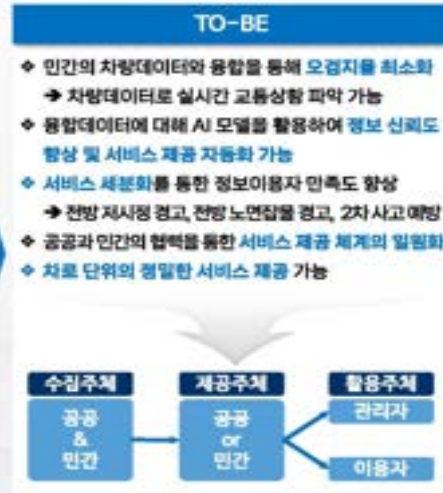 TO-BE
❖ 민간의 차량데이터와 융합을 통해 오검지를 최소화
➔ 차량데이터로 실시간 교통상황 파악 가능
❖ 융합데이터에 대해 AI 모델을 활용하여 정보 신뢰도
향상 및 서비스 제공 자동화 가능
❖ 서비스 세분화를 통한 정보이용자 만족도 향상
➔ 전방 저시정 경고, 전방 노면잡물 경고, 2차 사고 예방
❖ 공공과 민간의 협력을 통한 서비스 제공 체계의 일원화
❖ 차로 단위의 정밀한 서비스 제공 가능
수집주체 제공주체 활용주체
공공 공공 관리자
& or
민간 민간 이용자